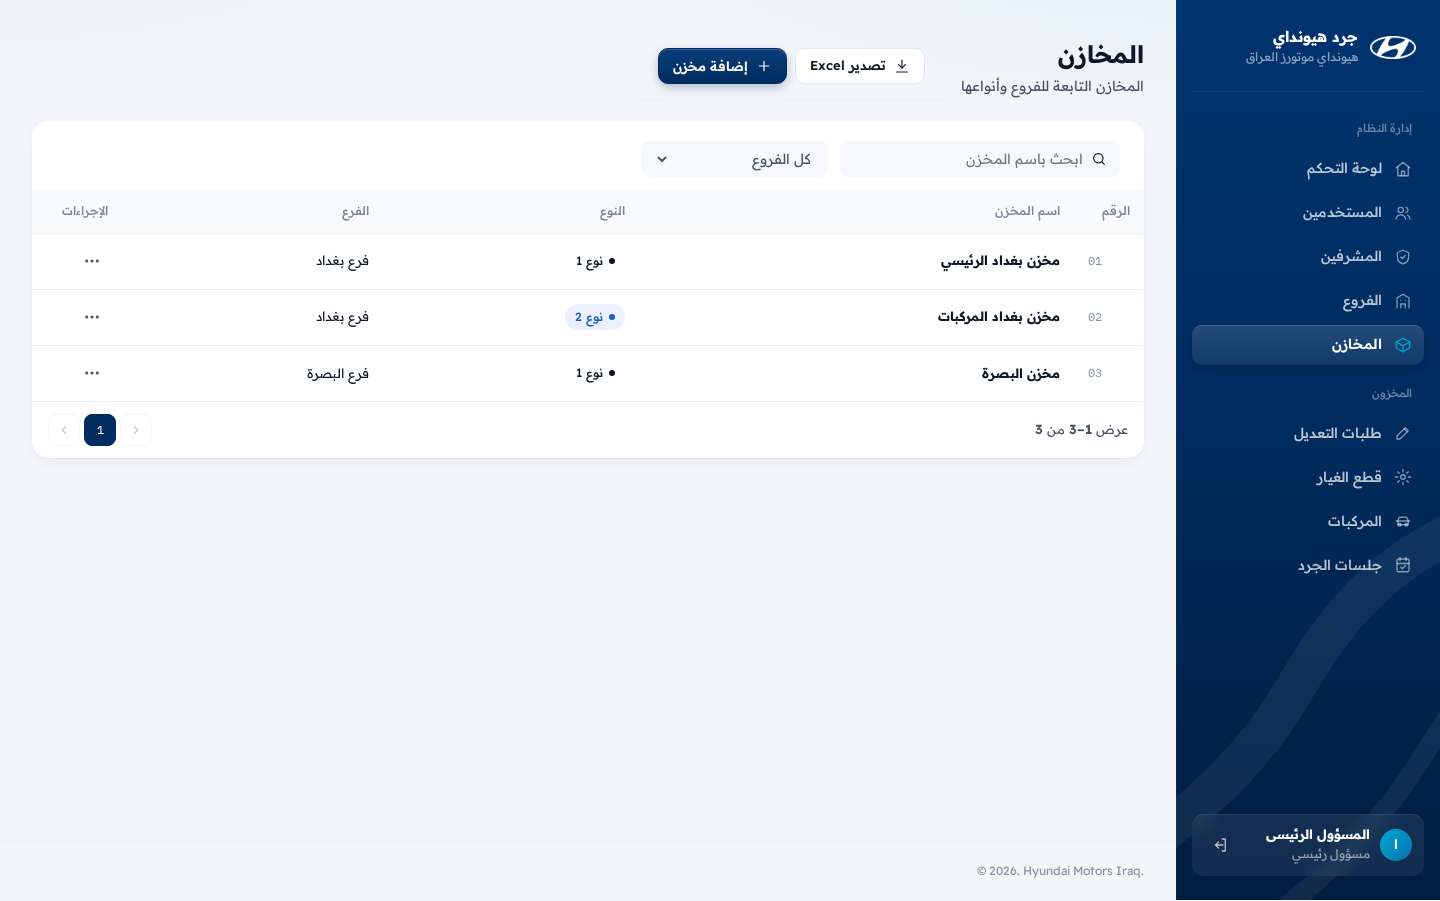 جرد هيونداي
هيونداي موتورز العراق
إدارة النظام
لوحة التحكم
المستخدمين
المشرفين
الفروع
المخازن
المخزون
طلبات التعديل
قطع الغيار
المركبات
جلسات الجرد
ا
المسؤول الرئيسي
مسؤول رئيسي
المخازن
المخازن التابعة للفروع وأنواعها
تصدير Excel
إضافة مخزن
ابحث باسم المخزن
كل الفروع
الرقم اسم المخزن النوع الفرع الإجراءات
01 مخزن بغداد الرئيسي نوع 1 فرع بغداد
02 مخزن بغداد المركبات نوع 2 فرع بغداد
03 مخزن البصرة نوع 1 فرع البصرة
عرض 1–3 من 3
1
© 2026. Hyundai Motors Iraq.